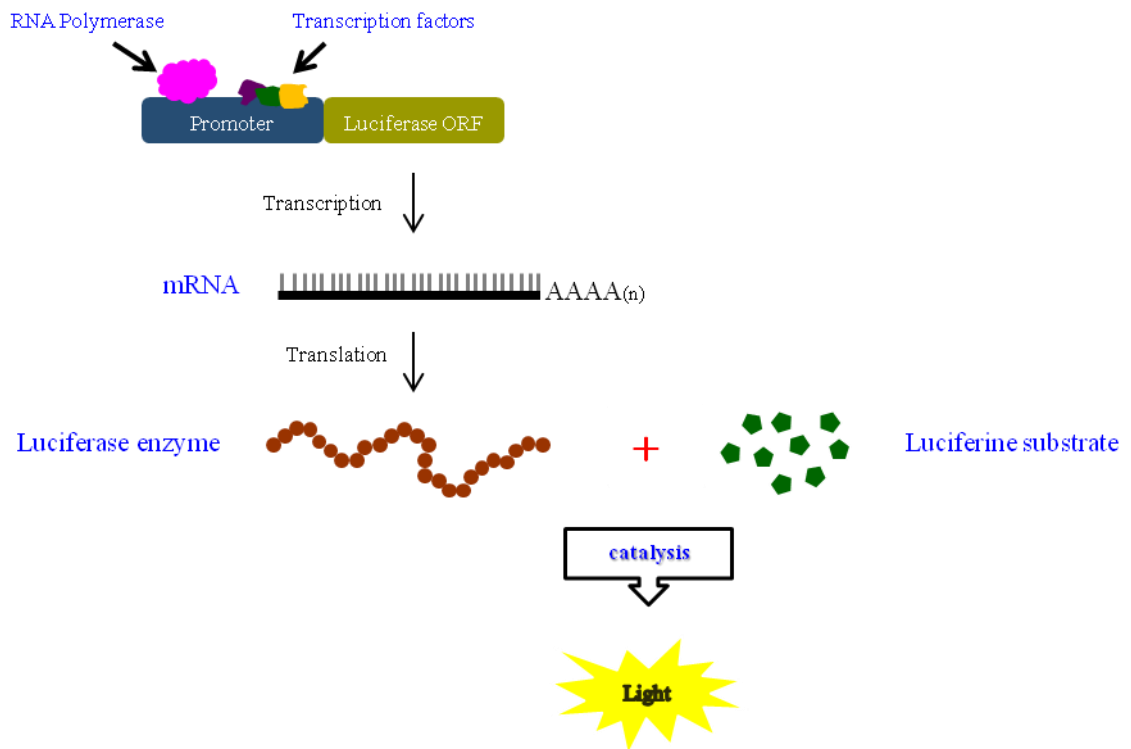 RNA Polymerase
Transcription factors
Promoter
Luciferase ORF
Transcription
mRNA
AAAA(n)
Translation
Luciferase enzyme
+
Luciferine substrate
catalysis
Light